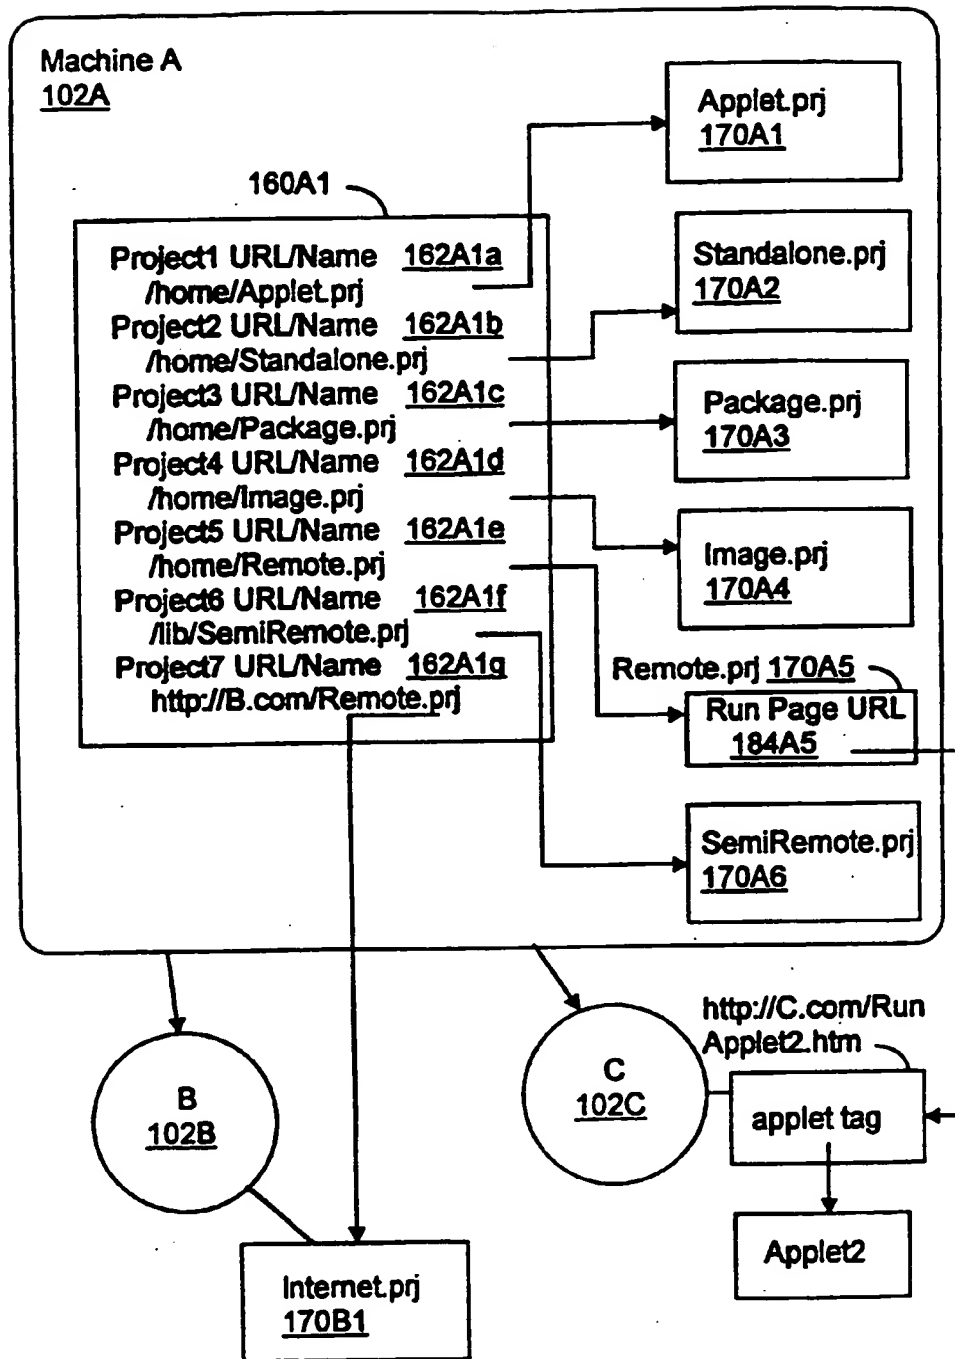 Machine A
102A
160A1
Project1 URL/Name 162A1a
/home/Applet.prj
Project2 URL/Name 162A1b
/home/Standalone.prj
Project3 URL/Name 162A1c
/home/Package.prj
Project4 URL/Name 162A1d
/home/Image.prj
Project5 URL/Name 162A1e
/home/Remote.prj
Project6 URL/Name 162A1f
/lib/SemiRemote.prj
Project7 URL/Name 162A1g
http://B.com/Remote.prj
Applet.prj
170A1
Standalone.prj
170A2
Package.prj
170A3
Image.prj
170A4
Remote.prj 170A5
Run Page URL
184A5
SemiRemote.prj
170A6
B
102B
C
102C
http://C.com/Run
Applet2.htm
applet tag
Applet2
Internet.prj
170B1